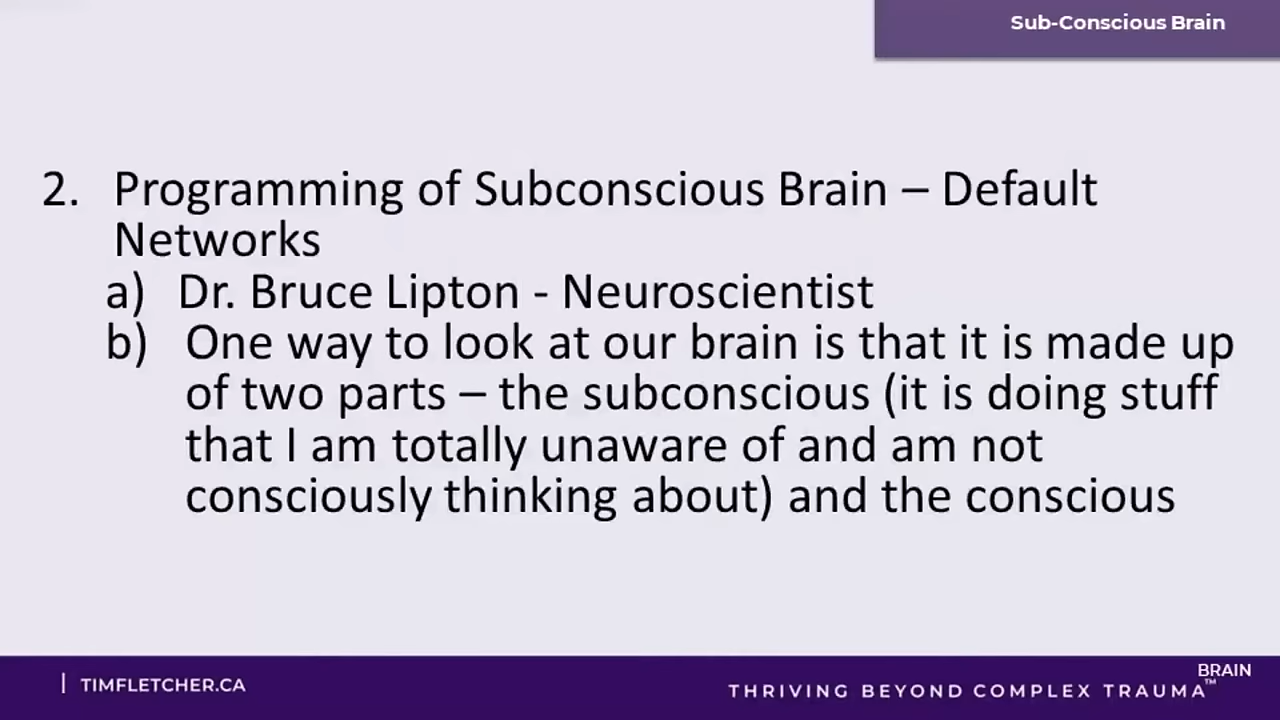 Sub-Conscious Brain
2. Programming of Subconscious Brain – Default
Networks
a) Dr. Bruce Lipton - Neuroscientist
b) One way to look at our brain is that it is made up
of two parts – the subconscious (it is doing stuff
that I am totally unaware of and am not
consciously thinking about) and the conscious
| TIMFLETCHER.CA
THRIVING BEYOND COMPLEX TRAUMA™
BRAIN